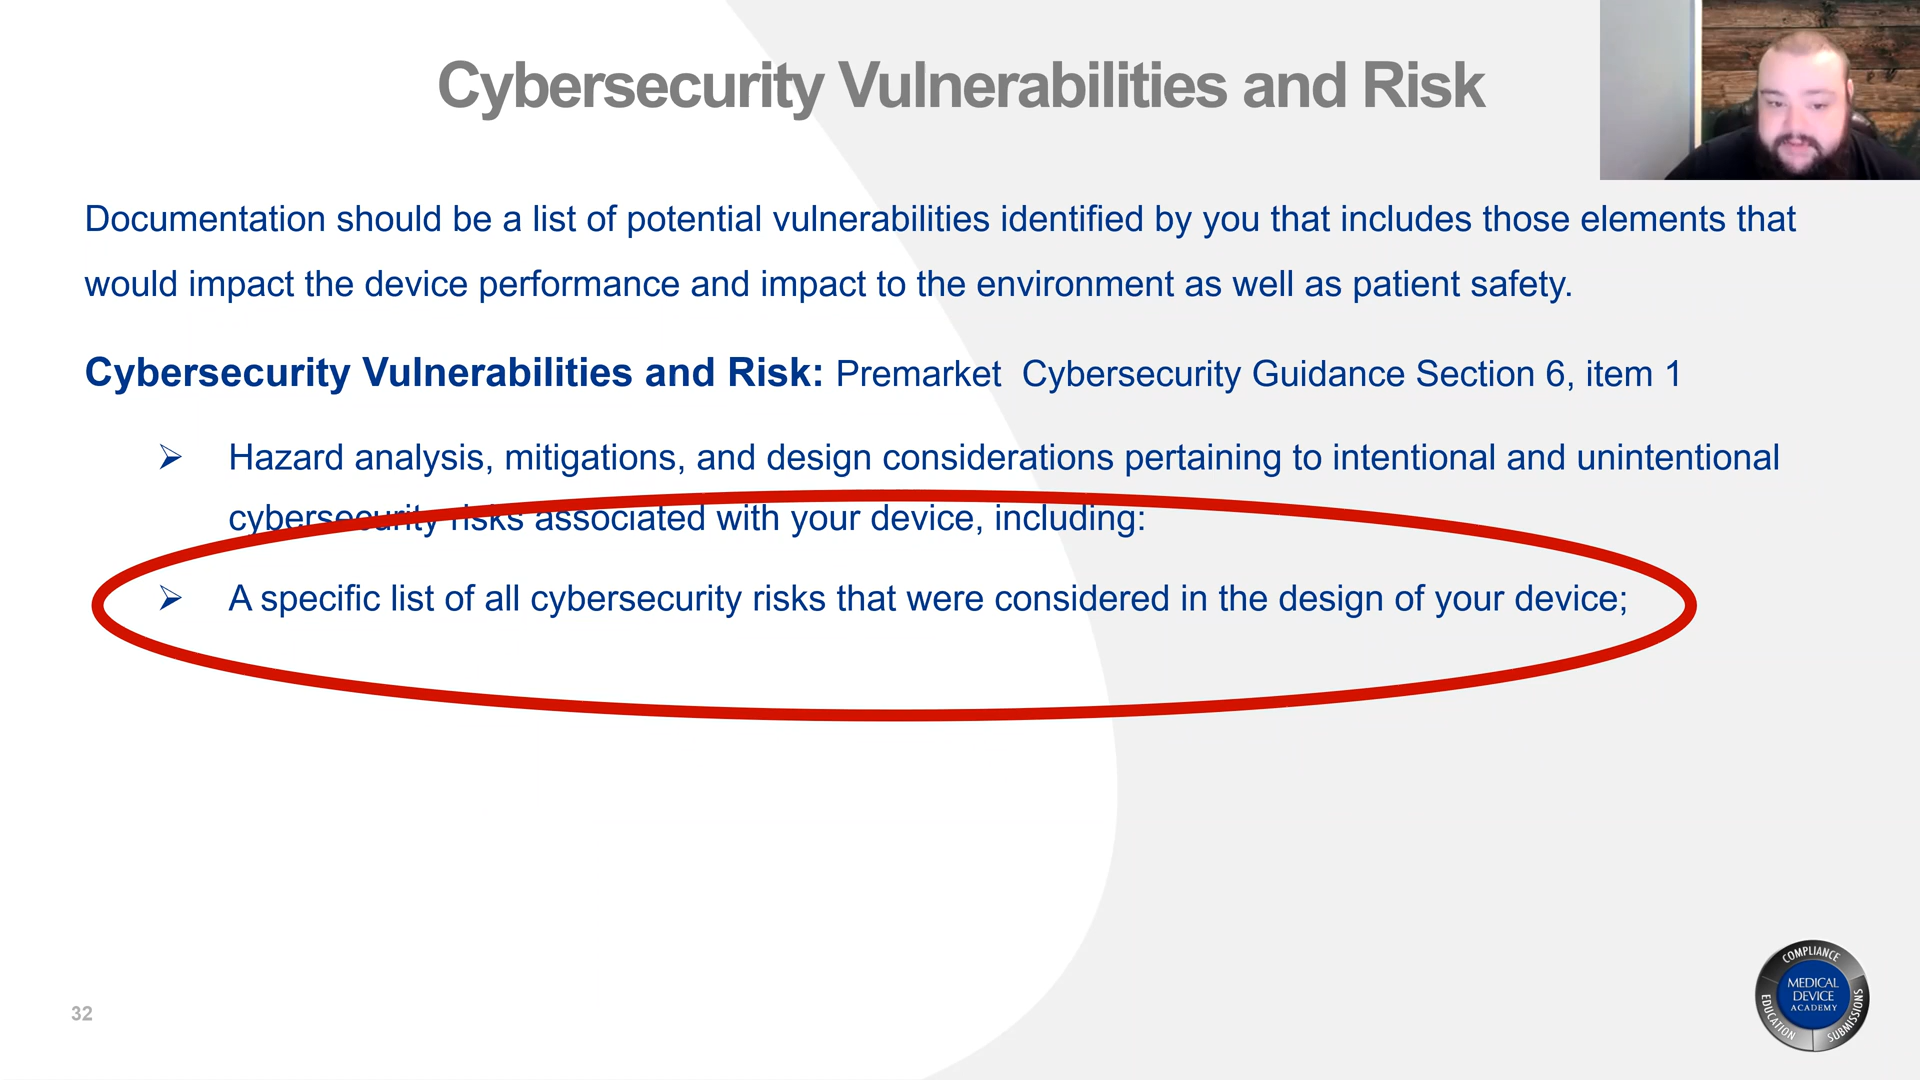 Cybersecurity Vulnerabilities and Risk
Documentation should be a list of potential vulnerabilities identified by you that includes those elements that
would impact the device performance and impact to the environment as well as patient safety.
Cybersecurity Vulnerabilities and Risk: Premarket Cybersecurity Guidance Section 6, item 1
➢ Hazard analysis, mitigations, and design considerations pertaining to intentional and unintentional
cybersecurity risks associated with your device, including:
➢ A specific list of all cybersecurity risks that were considered in the design of your device;
32
COMPLIANCE
MEDICAL
DEVICE
ACADEMY
EDUCATION
SUBMISSIONS